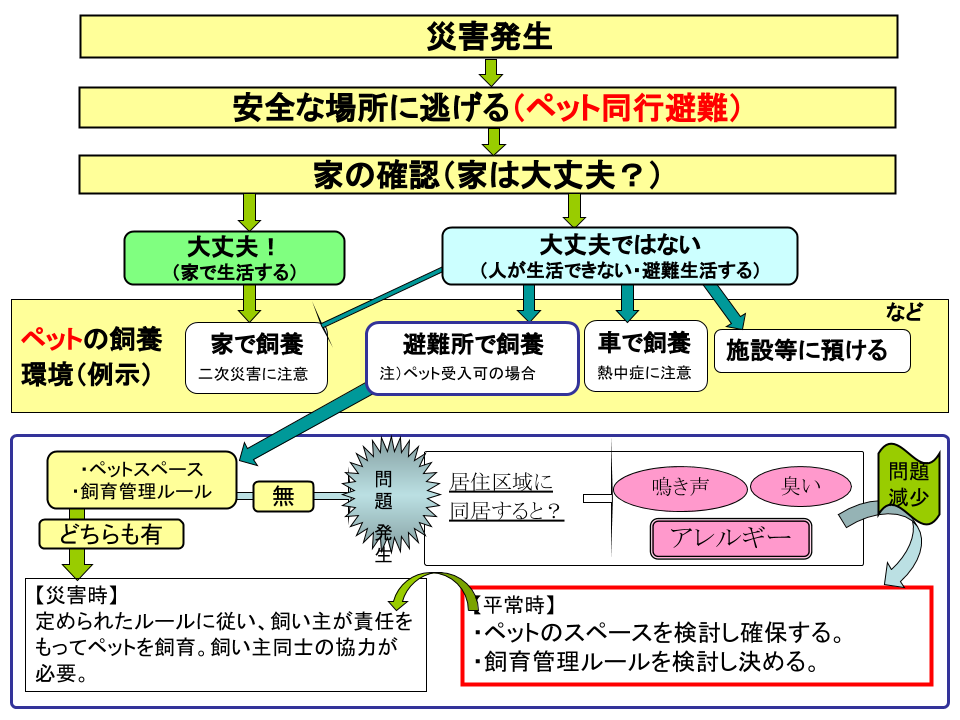 災害発生
安全な場所に逃げる(ペット同行避難)
家の確認(家は大丈夫?)
大丈夫!
(家で生活する)
大丈夫ではない
(人が生活できない・避難生活する)
など
ペットの飼養
環境(例示)
家で飼養
二次災害に注意
避難所で飼養
注)ペット受入可の場合
車で飼養
熱中症に注意
施設等に預ける
・ペットスペース
・飼育管理ルール
無
どちらも有
問
題
発
生
居住区域に
同居すると?
鳴き声
臭い
アレルギー
問題
減少
【災害時】
定められたルールに従い、飼い主が責任を
もってペットを飼育。飼い主同士の協力が
必要。
【平常時】
・ペットのスペースを検討し確保する。
・飼育管理ルールを検討し決める。